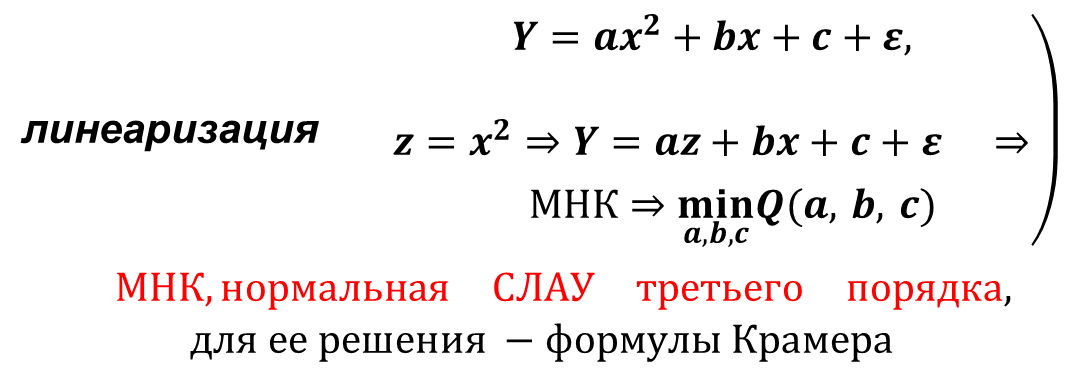 Y = ax² + bx + c + ε,
линеаризация z = x² ⇒ Y = az + bx + c + ε ⇒
МНК ⇒ min Q(a, b, c)
a,b,c
МНК, нормальная СЛАУ третьего порядка,
для ее решения − формулы Крамера